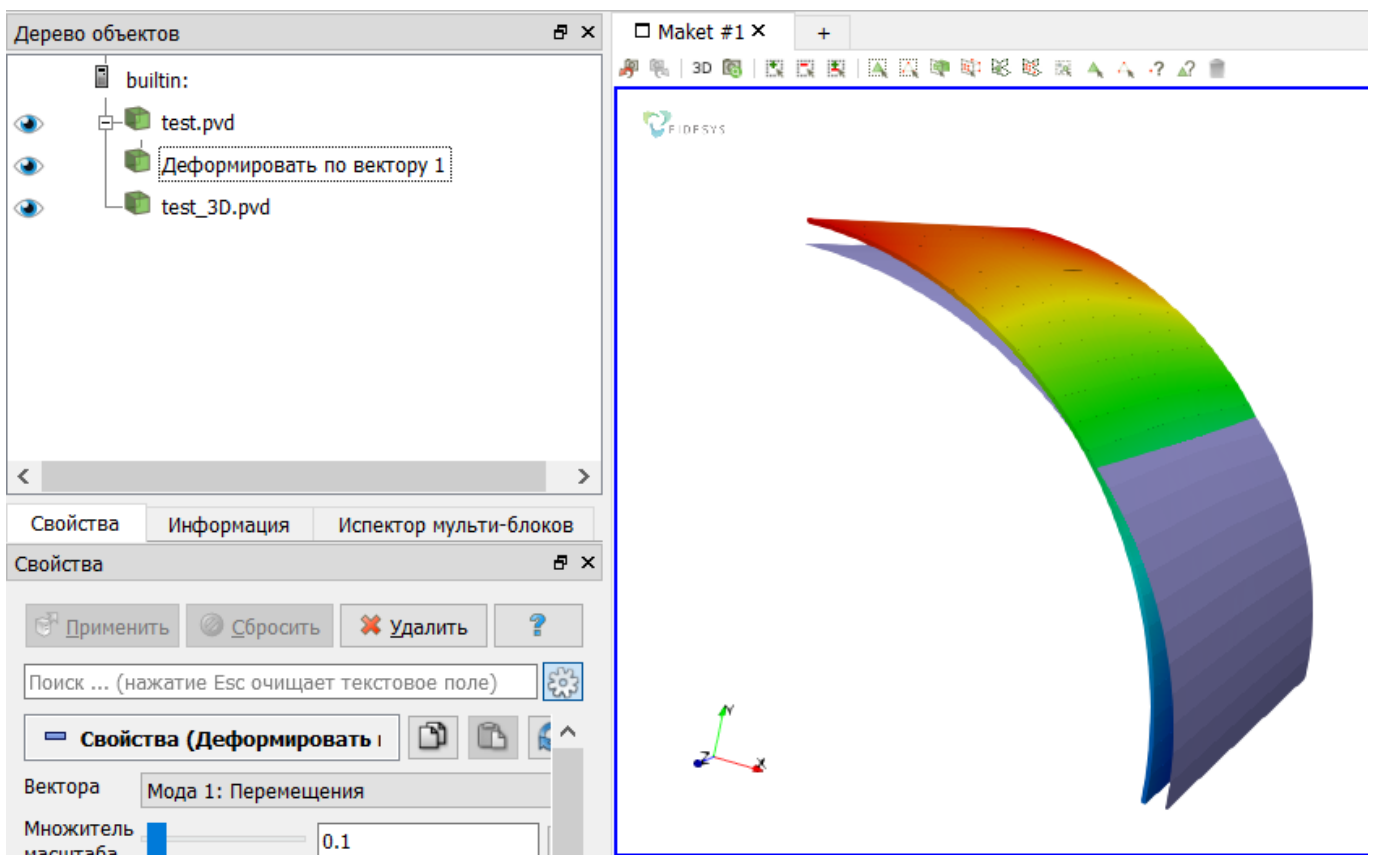 Дерево объектов
Maket #1
+
3D
builtin:
test.pvd
Деформировать по вектору 1
test_3D.pvd
FIDESYS
Свойства
Информация
Испектор мульти-блоков
Свойства
Применить
Сбросить
Удалить
?
Поиск ... (нажатие Esc очищает текстовое поле)
Свойства (Деформировать
Вектора
Мода 1: Перемещения
Множитель
масштаба
0.1
Y
Z
X